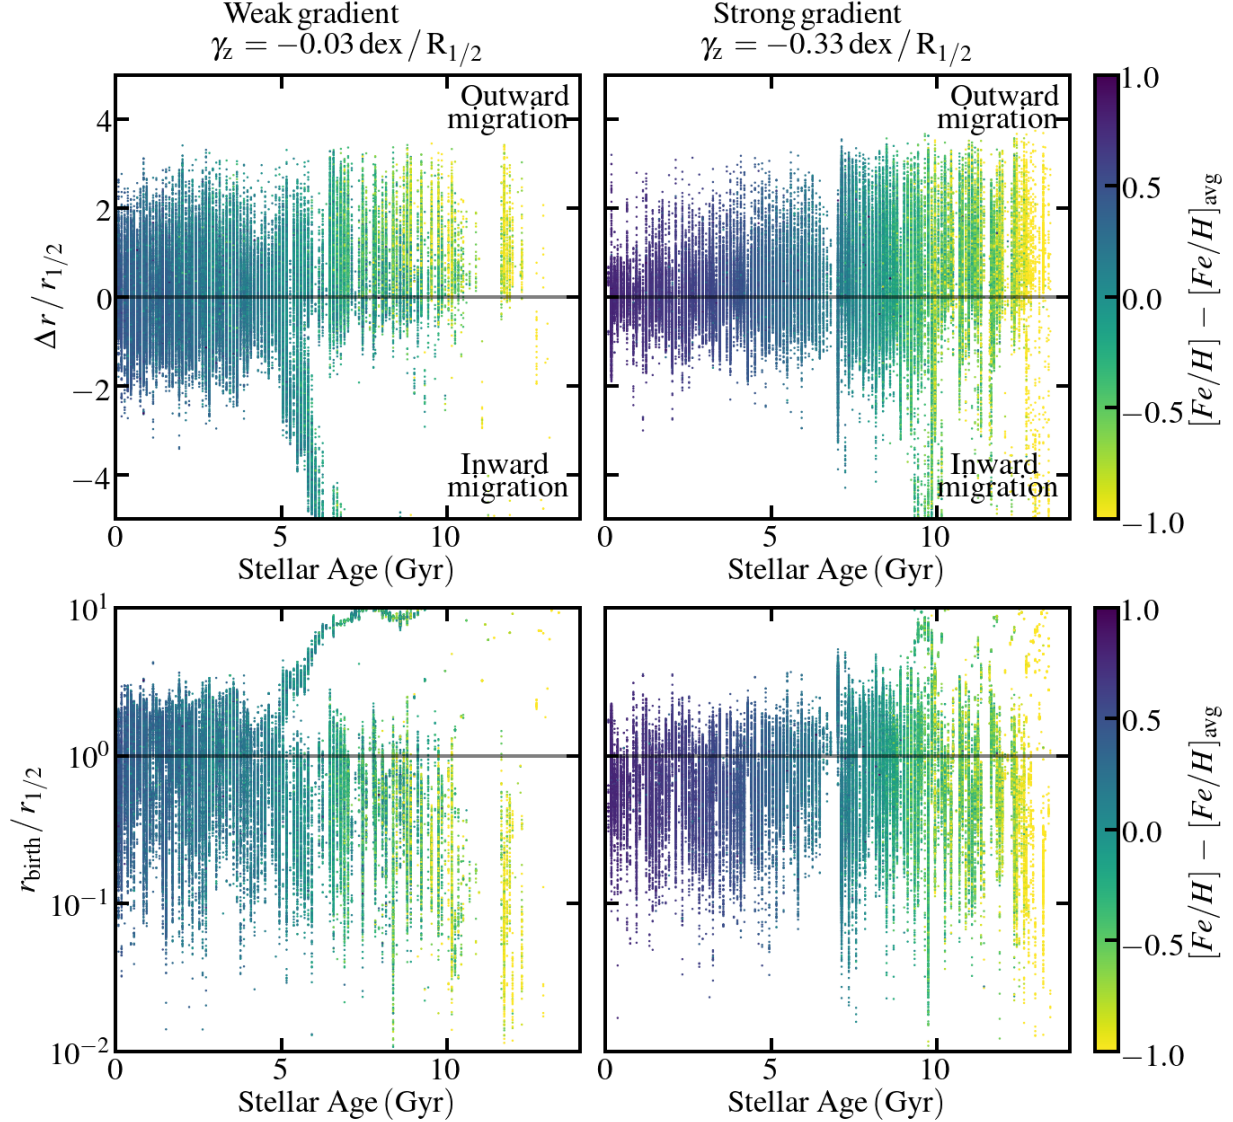 Weak gradient
γz = −0.03 dex / R1/2
Strong gradient
γz = −0.33 dex / R1/2
Outward
migration
Inward
migration
4
2
0
−2
−4
Δr / r1/2
0
5
10
Stellar Age (Gyr)
Outward
migration
Inward
migration
0
5
10
Stellar Age (Gyr)
1.0
0.5
0.0
−0.5
−1.0
[Fe/H] − [Fe/H]avg
10^1
10^0
10^−1
10^−2
rbirth / r1/2
0
5
10
Stellar Age (Gyr)
0
5
10
Stellar Age (Gyr)
1.0
0.5
0.0
−0.5
−1.0
[Fe/H] − [Fe/H]avg